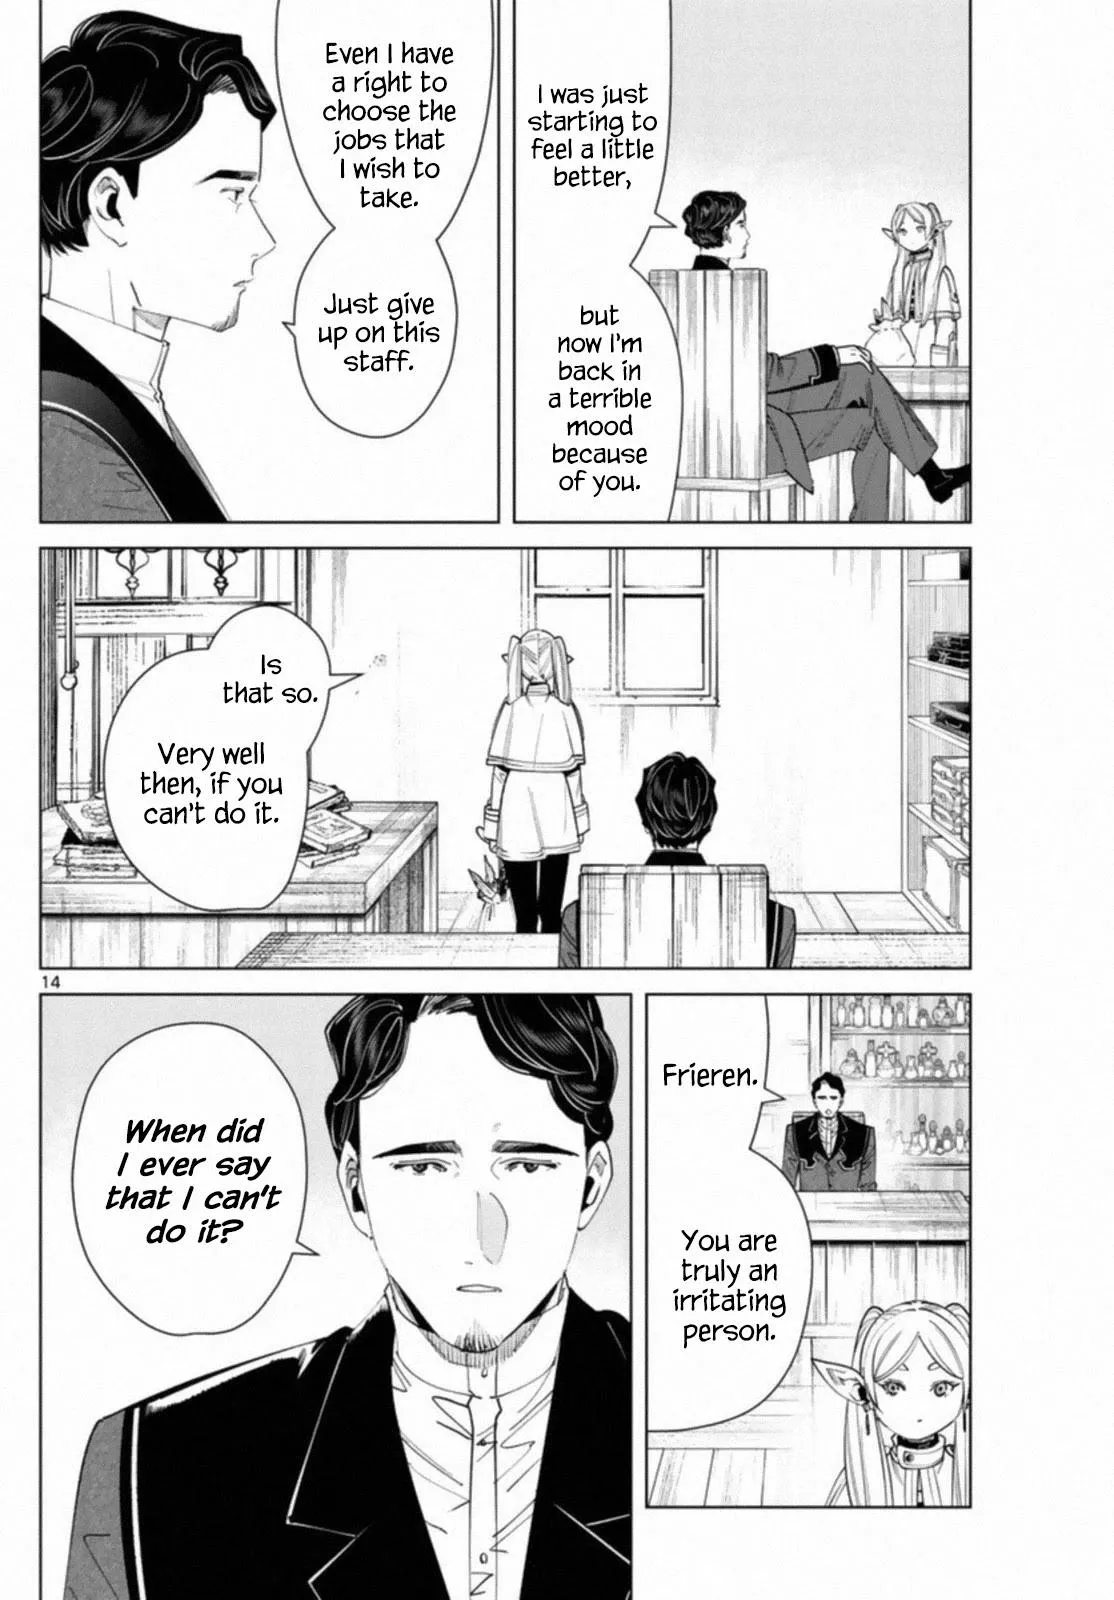 I was just
starting to
feel a little
better,
but
now I'm
back in
a terrible
mood
because
of you.
Even I have
a right to
choose the
jobs that
I wish to
take.
Just give
up on this
staff.
Is
that so.
Very well
then, if you
can't do it.
14
Frieren.
You are
truly an
irritating
person.
When did
I ever say
that I can't
do it?